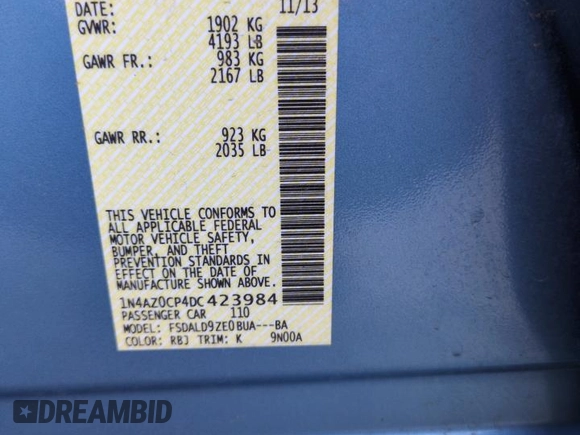 DATE: 11/13
GVWR: 1902 KG
4193 LB
GAWR FR.: 983 KG
2167 LB
GAWR RR.: 923 KG
2035 LB
THIS VEHICLE CONFORMS TO
ALL APPLICABLE FEDERAL
MOTOR VEHICLE SAFETY,
BUMPER, AND THEFT
PREVENTION STANDARDS IN
EFFECT ON THE DATE OF
MANUFACTURE SHOWN ABOVE.
1N4AZ0CP4DC423984
PASSENGER CAR 110
MODEL: FSDALD9ZE0BUA---BA
COLOR: RBJ TRIM: K 9N00A
DREAMBID